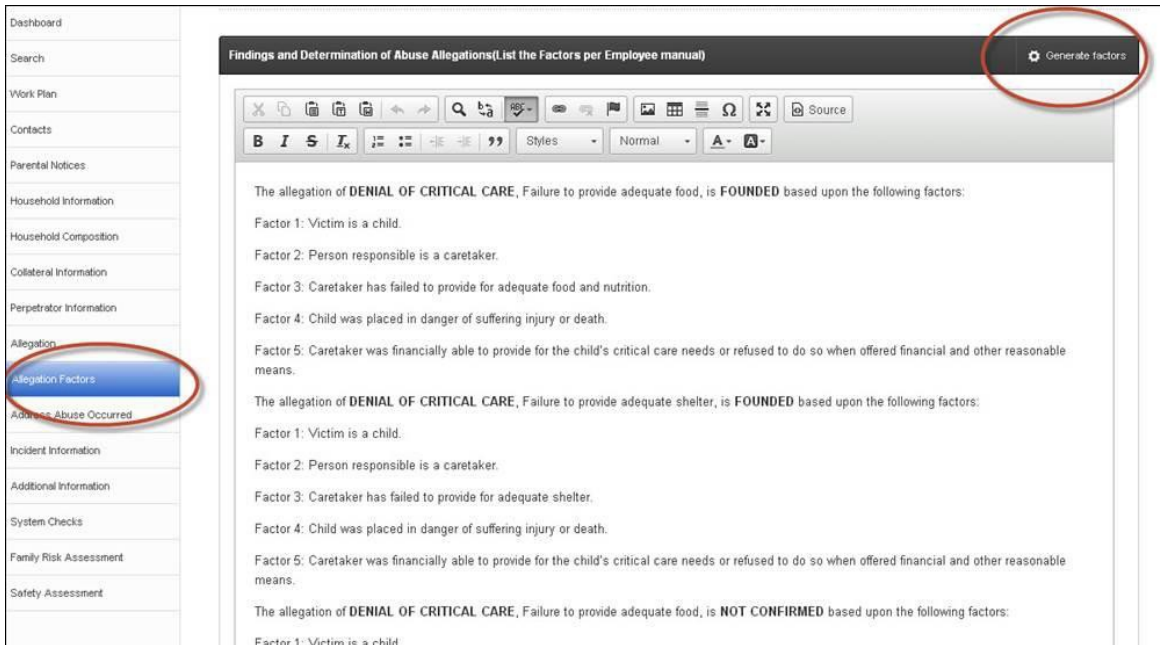 Dashboard
Search
Work Plan
Contacts
Parental Notices
Household Information
Household Composition
Collateral Information
Perpetrator Information
Allegation
Allegation Factors
Address Abuse Occurred
Incident Information
Additional Information
System Checks
Family Risk Assessment
Safety Assessment
Findings and Determination of Abuse Allegations(List the Factors per Employee manual)
Generate factors
Source
Styles
Normal
The allegation of DENIAL OF CRITICAL CARE, Failure to provide adequate food, is FOUNDED based upon the following factors:
Factor 1: Victim is a child.
Factor 2: Person responsible is a caretaker.
Factor 3: Caretaker has failed to provide for adequate food and nutrition.
Factor 4: Child was placed in danger of suffering injury or death.
Factor 5: Caretaker was financially able to provide for the child's critical care needs or refused to do so when offered financial and other reasonable
means.
The allegation of DENIAL OF CRITICAL CARE, Failure to provide adequate shelter, is FOUNDED based upon the following factors:
Factor 1: Victim is a child.
Factor 2: Person responsible is a caretaker.
Factor 3: Caretaker has failed to provide for adequate shelter.
Factor 4: Child was placed in danger of suffering injury or death.
Factor 5: Caretaker was financially able to provide for the child's critical care needs or refused to do so when offered financial and other reasonable
means.
The allegation of DENIAL OF CRITICAL CARE, Failure to provide adequate food, is NOT CONFIRMED based upon the following factors:
Factor 1: Victim is a child